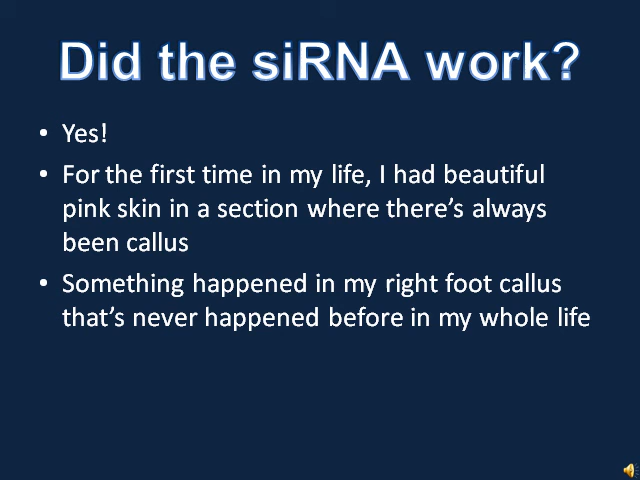 Did the siRNA work?
• Yes!
• For the first time in my life, I had beautiful
pink skin in a section where there's always
been callus
• Something happened in my right foot callus
that's never happened before in my whole life